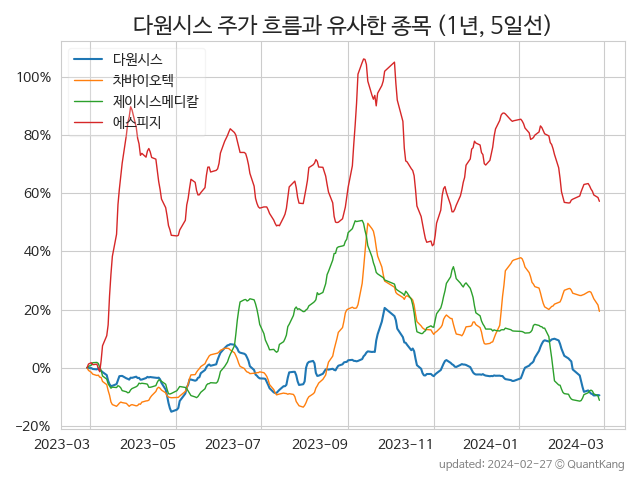 다원시스 주가 흐름과 유사한 종목 (1년, 5일선)
다원시스
차바이오텍
제이시스메디칼
에스피지
100%
80%
60%
40%
20%
0%
−20%
2023−03 2023−05 2023−07 2023−09 2023−11 2024−01 2024−03
updated: 2024-02-27 © QuantKang